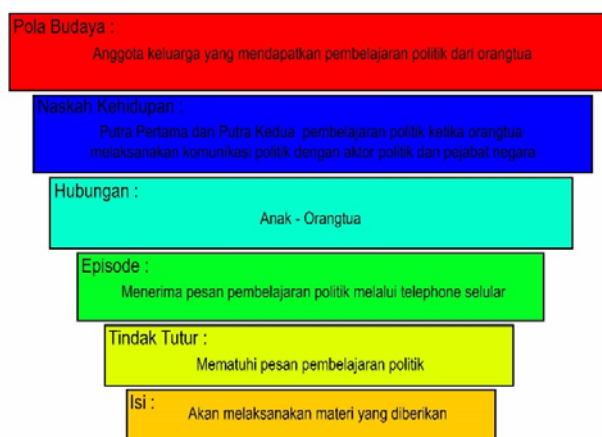 Pola Budaya :
Anggota keluarga yang mendapatkan pembelajaran politik dari orangtua
Naskah Kehidupan :
Putra Pertama dan Putra Kedua pembelajaran politik ketika orangtua
melaksanakan komunikasi politik dengan aktor politik dan pejabat negara
Hubungan :
Anak - Orangtua
Episode :
Menerima pesan pembelajaran politik melalui telephone selular
Tindak Tutur :
Mematuhi pesan pembelajaran politik
Isi :
Akan melaksanakan materi yang diberikan